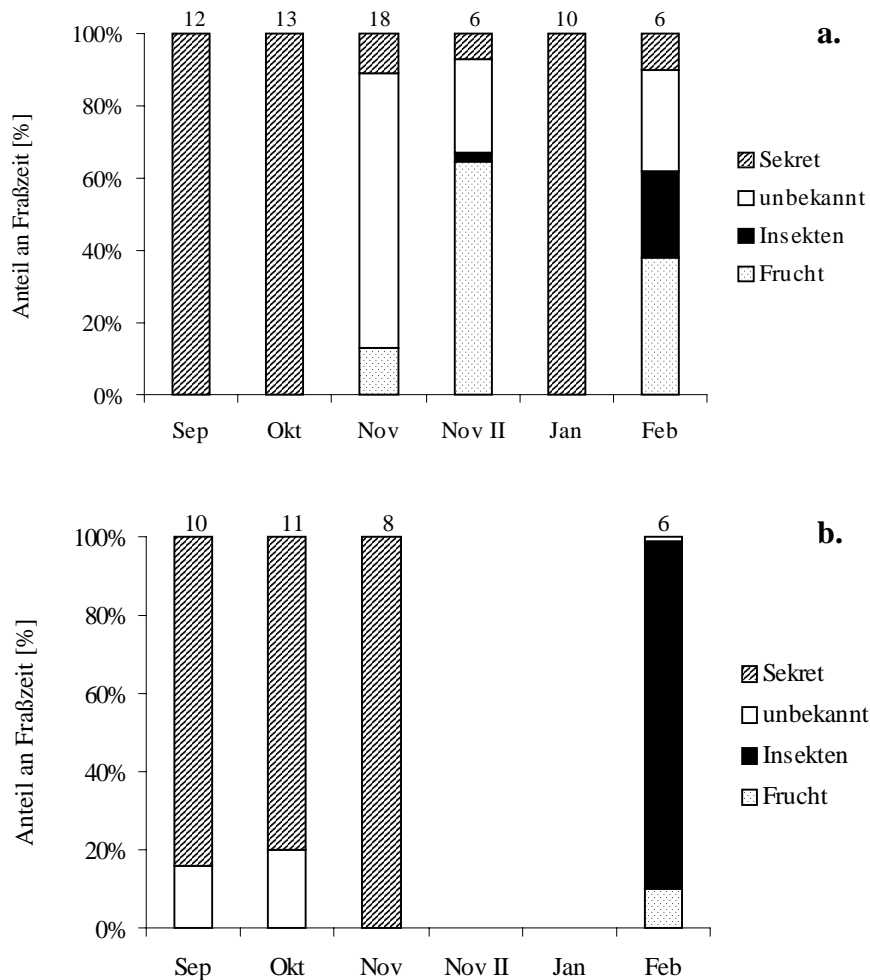 12 13 18 6 10 6
a.
100%
80%
60%
40%
20%
0%
Anteil an Fraßzeit [%]
Sekret
unbekannt
Insekten
Frucht
Sep Okt Nov Nov II Jan Feb
10 11 8 6
b.
100%
80%
60%
40%
20%
0%
Anteil an Fraßzeit [%]
Sekret
unbekannt
Insekten
Frucht
Sep Okt Nov Nov II Jan Feb